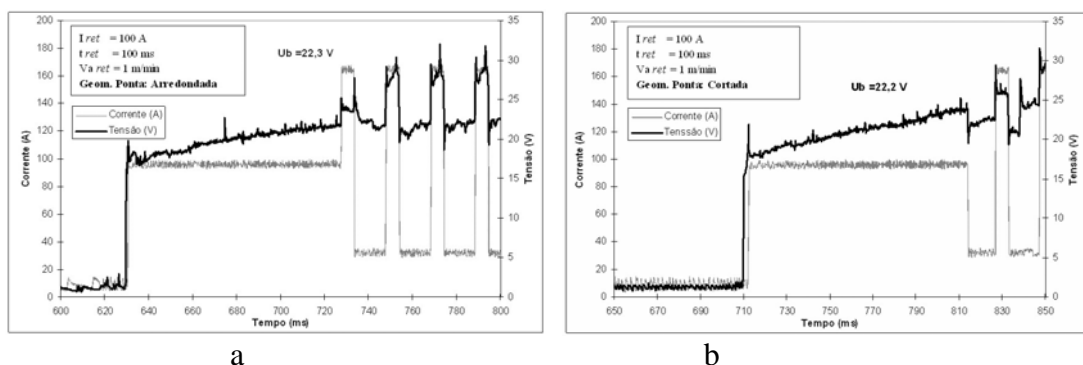 I ret = 100 A
t ret = 100 ms
Va ret = 1 m/min
Geom. Ponta: Arredondada
Ub =22,3 V
Corrente (A)
Tensão (V)
Corrente (A)
200
180
160
140
120
100
80
60
40
20
0
Tensão (V)
35
30
25
20
15
10
5
0
600 620 640 660 680 700 720 740 760 780 800
Tempo (ms)
a
I ret = 100 A
t ret = 100 ms
Va ret = 1 m/min
Geom. Ponta: Cortada
Ub =22,2 V
Corrente (A)
Tenssão (V)
Corrente (A)
200
180
160
140
120
100
80
60
40
20
0
Tensão (V)
35
30
25
20
15
10
5
0
650 670 690 710 730 750 770 790 810 830 850
Tempo (ms)
b